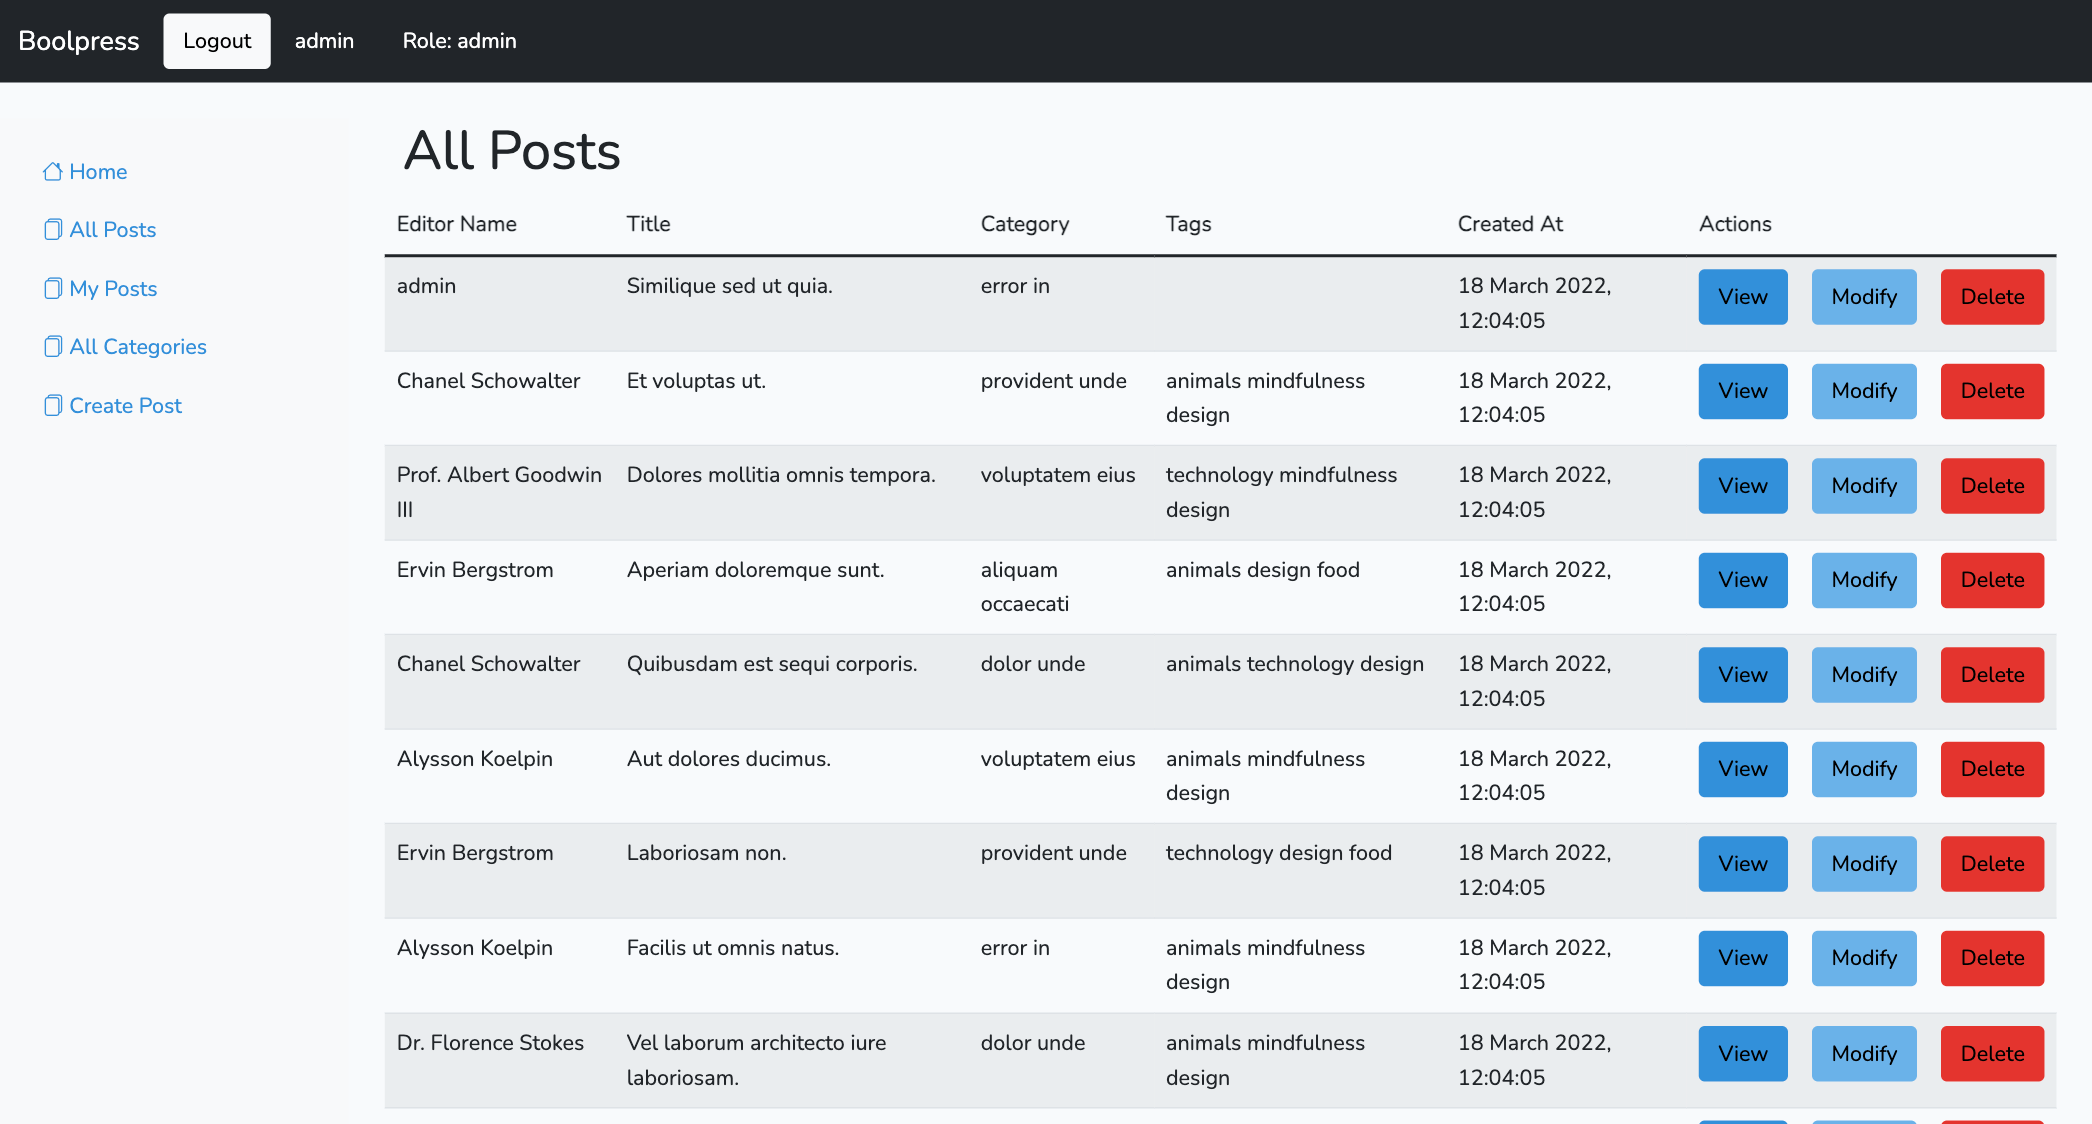 Boolpress Logout admin Role: admin
Home
All Posts
My Posts
All Categories
Create Post
All Posts
Editor Name Title Category Tags Created At Actions
admin Similique sed ut quia. error in 18 March 2022, View Modify Delete
12:04:05
Chanel Schowalter Et voluptas ut. provident unde animals mindfulness 18 March 2022, View Modify Delete
design 12:04:05
Prof. Albert Goodwin Dolores mollitia omnis tempora. voluptatem eius technology mindfulness 18 March 2022, View Modify Delete
III design 12:04:05
Ervin Bergstrom Aperiam doloremque sunt. aliquam animals design food 18 March 2022, View Modify Delete
occaecati 12:04:05
Chanel Schowalter Quibusdam est sequi corporis. dolor unde animals technology design 18 March 2022, View Modify Delete
12:04:05
Alysson Koelpin Aut dolores ducimus. voluptatem eius animals mindfulness 18 March 2022, View Modify Delete
design 12:04:05
Ervin Bergstrom Laboriosam non. provident unde technology design food 18 March 2022, View Modify Delete
12:04:05
Alysson Koelpin Facilis ut omnis natus. error in animals mindfulness 18 March 2022, View Modify Delete
design 12:04:05
Dr. Florence Stokes Vel laborum architecto iure dolor unde animals mindfulness 18 March 2022, View Modify Delete
laboriosam. design 12:04:05